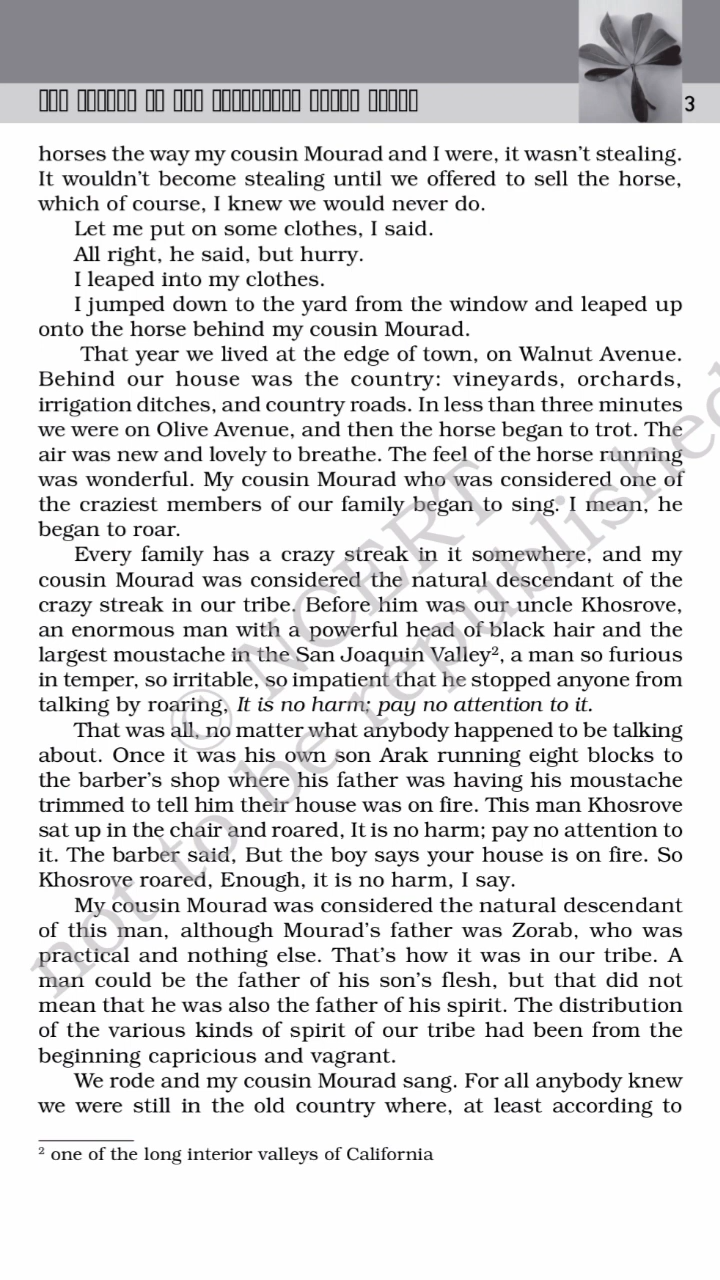 3
horses the way my cousin Mourad and I were, it wasn’t stealing.
It wouldn’t become stealing until we offered to sell the horse,
which of course, I knew we would never do.
Let me put on some clothes, I said.
All right, he said, but hurry.
I leaped into my clothes.
I jumped down to the yard from the window and leaped up
onto the horse behind my cousin Mourad.
That year we lived at the edge of town, on Walnut Avenue.
Behind our house was the country: vineyards, orchards,
irrigation ditches, and country roads. In less than three minutes
we were on Olive Avenue, and then the horse began to trot. The
air was new and lovely to breathe. The feel of the horse running
was wonderful. My cousin Mourad who was considered one of
the craziest members of our family began to sing. I mean, he
began to roar.
Every family has a crazy streak in it somewhere, and my
cousin Mourad was considered the natural descendant of the
crazy streak in our tribe. Before him was our uncle Khosrove,
an enormous man with a powerful head of black hair and the
largest moustache in the San Joaquin Valley², a man so furious
in temper, so irritable, so impatient that he stopped anyone from
talking by roaring, It is no harm; pay no attention to it.
That was all, no matter what anybody happened to be talking
about. Once it was his own son Arak running eight blocks to
the barber’s shop where his father was having his moustache
trimmed to tell him their house was on fire. This man Khosrove
sat up in the chair and roared, It is no harm; pay no attention to
it. The barber said, But the boy says your house is on fire. So
Khosrove roared, Enough, it is no harm, I say.
My cousin Mourad was considered the natural descendant
of this man, although Mourad’s father was Zorab, who was
practical and nothing else. That’s how it was in our tribe. A
man could be the father of his son’s flesh, but that did not
mean that he was also the father of his spirit. The distribution
of the various kinds of spirit of our tribe had been from the
beginning capricious and vagrant.
We rode and my cousin Mourad sang. For all anybody knew
we were still in the old country where, at least according to
² one of the long interior valleys of California
© NCERT
not to be republished